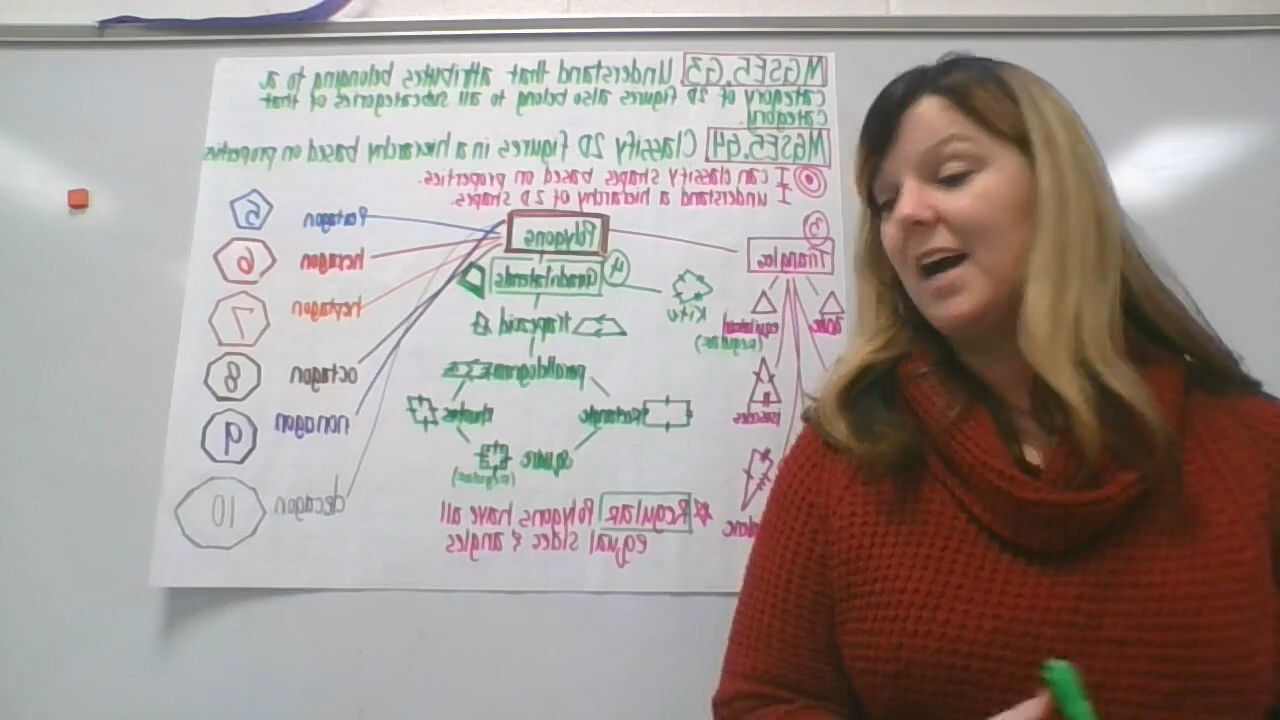 MGSE5.G3 Understand that attributes belonging to a
category of 2D figures also belong to all subcategories of that
category.
MGSE5.G4 Classify 2D figures in a hierarchy based on properties
I can classify shapes based on properties.
I understand a hierarchy of 2D shapes.
3
Triangles
equilateral
(regular)
isosceles
Polygons
Quadrilaterals 4
Kite
trapezoid
parallelogram
rectangle
rhombus
square
(regular)
Regular Polygons have all
equal sides & angles
Pentagon 5
hexagon 6
heptagon 7
octagon 8
nonagon 9
decagon 10